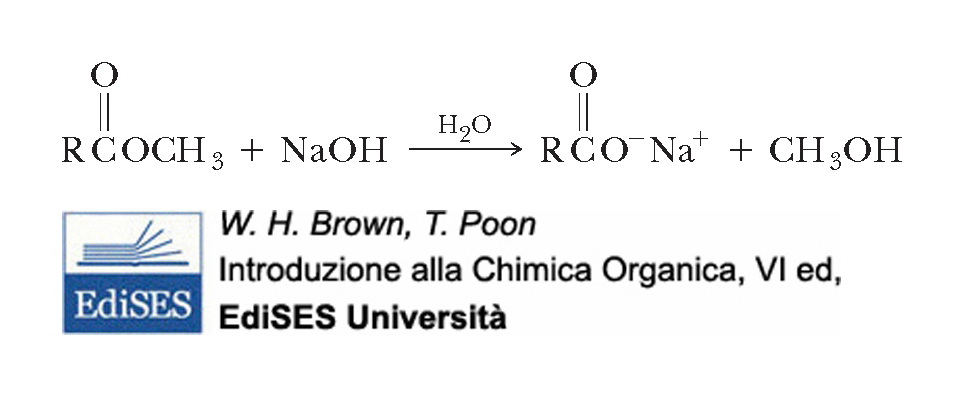 O O
RCOCH₃ + NaOH H₂O RCO⁻Na⁺ + CH₃OH
W. H. Brown, T. Poon
Introduzione alla Chimica Organica, VI ed,
EdiSES EdiSES Università